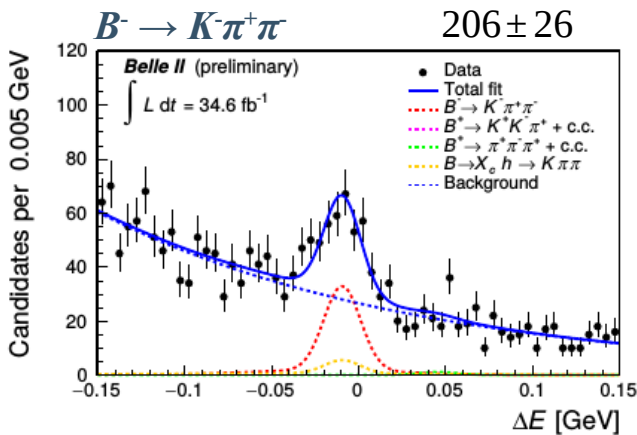 B⁻ → K⁻π⁺π⁻ 206 ± 26
Belle II (preliminary)
∫ L dt = 34.6 fb⁻¹
Data
Total fit
B⁻→ K⁻π⁺π⁻
B⁺→ K⁺K⁻π⁺ + c.c.
B⁺→ π⁺π⁻π⁺ + c.c.
B→X_c h → Kππ
Background
Candidates per 0.005 GeV
120
100
80
60
40
20
0
−0.15 −0.1 −0.05 0 0.05 0.1 0.15
ΔE [GeV]